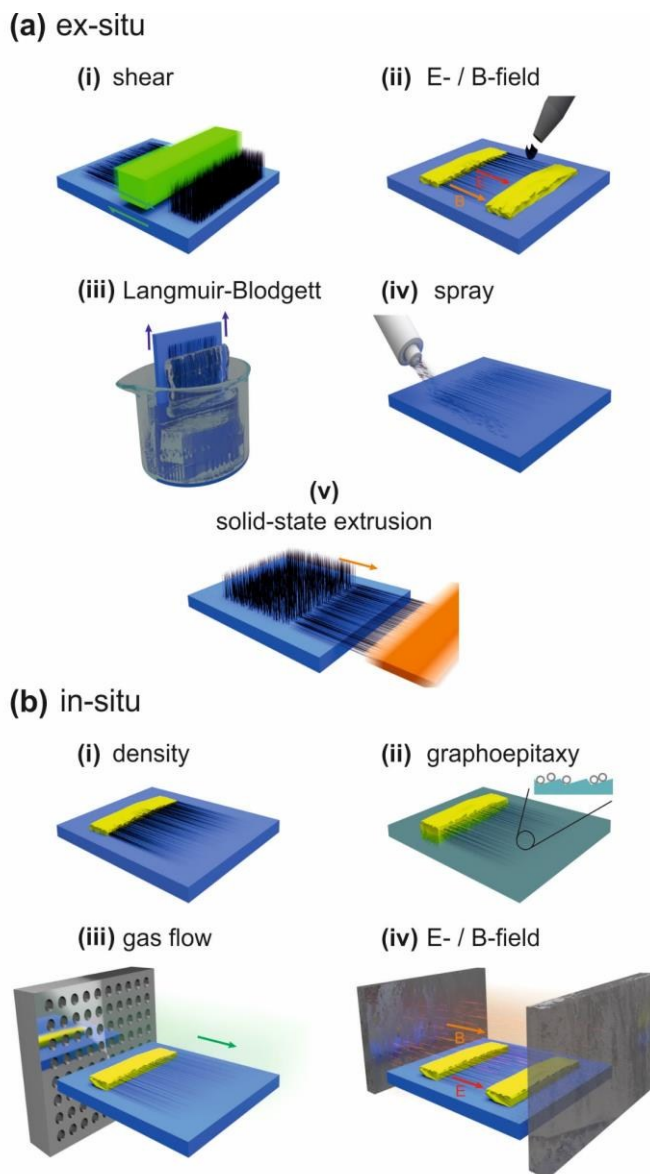 (a) ex-situ
(i) shear
(ii) E- / B-field
E
B
(iii) Langmuir-Blodgett
(iv) spray
(v)
solid-state extrusion
(b) in-situ
(i) density
(ii) graphoepitaxy
(iii) gas flow
(iv) E- / B-field
B
E